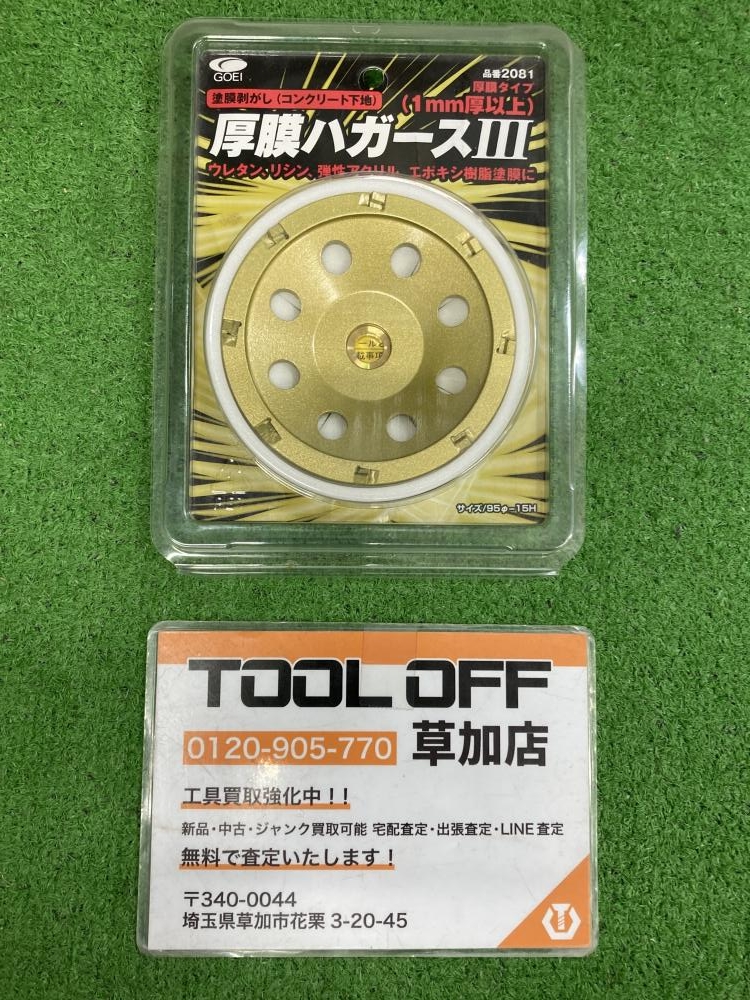 GOEI
品番2081
塗膜剥がし(コンクリート下地)
厚膜タイプ
(1mm厚以上)
厚膜ハガースIII
ウレタン、リシン、弾性アクリル、エポキシ樹脂塗膜に
サイズ/95φ-15H
TOOL OFF
0120-905-770 草加店
工具買取強化中!!
新品・中古・ジャンク買取可能 宅配査定・出張査定・LINE査定
無料で査定いたします!
〒340-0044
埼玉県草加市花栗 3-20-45